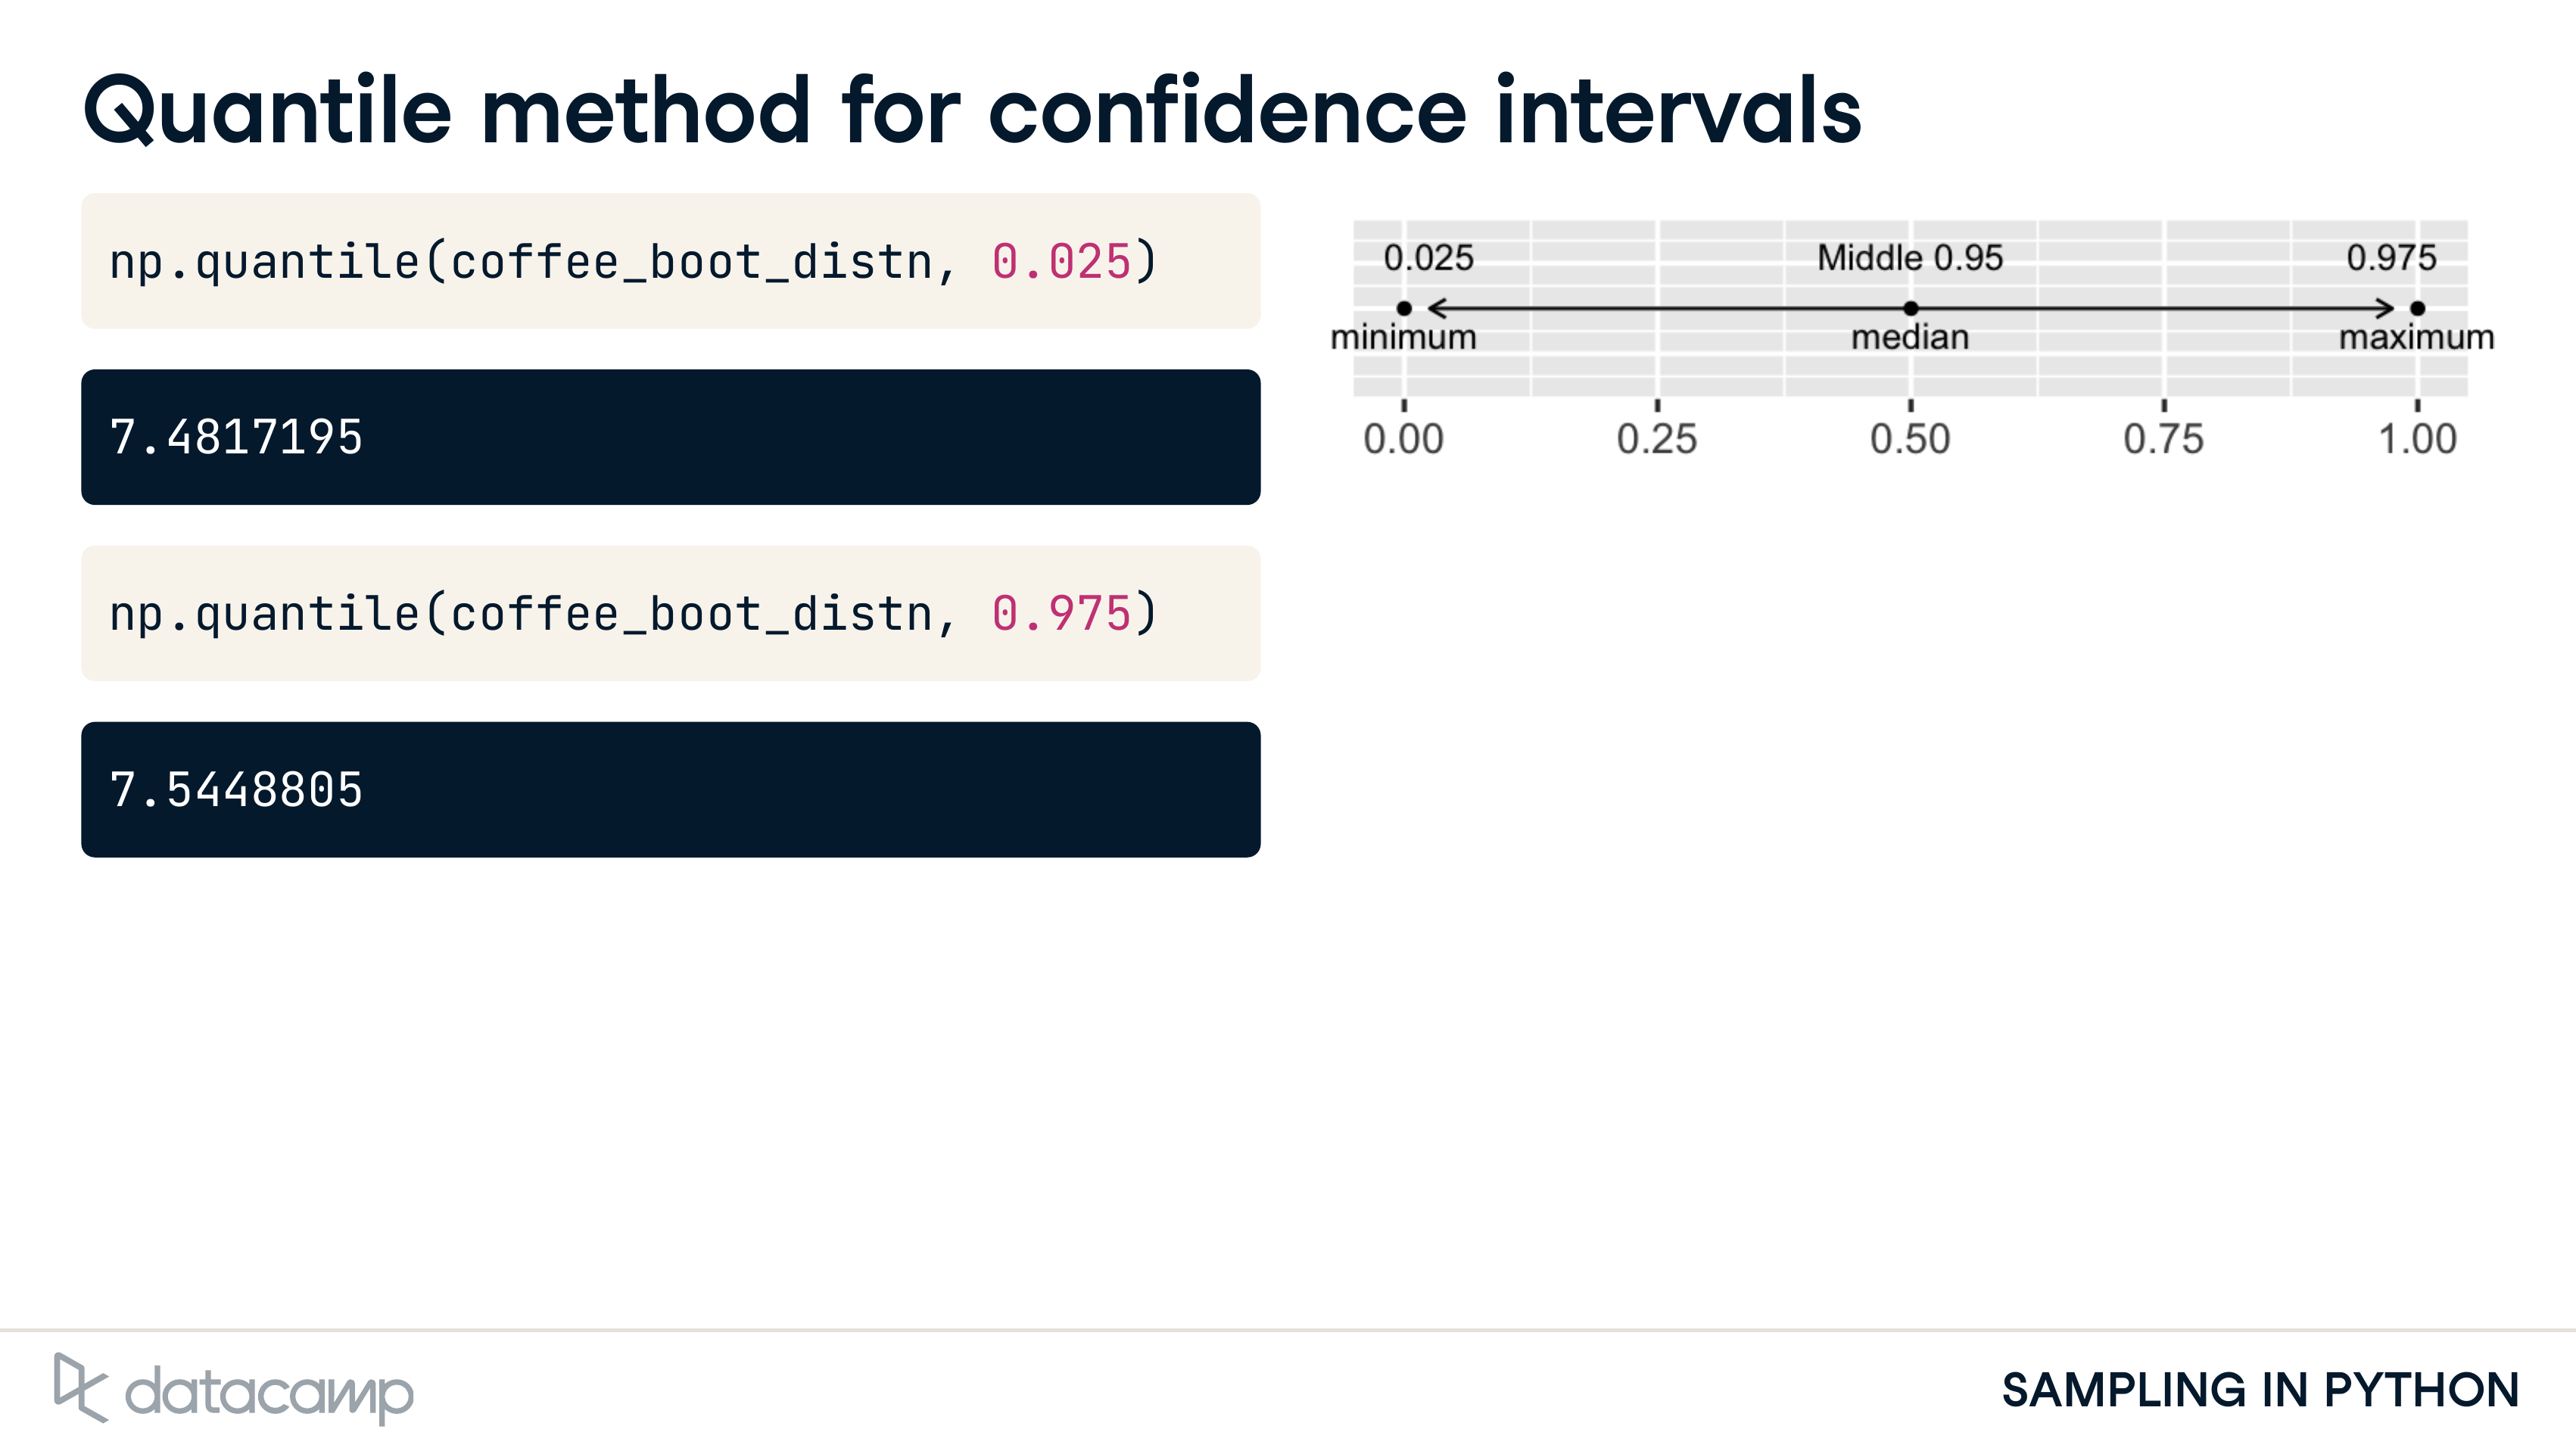 Quantile method for confidence intervals
np.quantile(coffee_boot_distn, 0.025)
7.4817195
np.quantile(coffee_boot_distn, 0.975)
7.5448805
0.025 Middle 0.95 0.975
minimum median maximum
0.00 0.25 0.50 0.75 1.00
datacamp
SAMPLING IN PYTHON